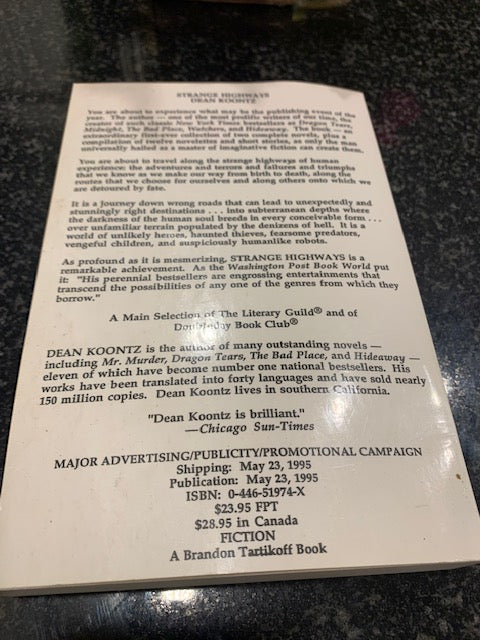 STRANGE HIGHWAYS
DEAN KOONTZ
You are about to experience what may be the publishing event of the
year. The author — one of the most prolific writers of our time, the
creator of such classic New York Times bestsellers as Dragon Tears,
Midnight, The Bad Place, Watchers, and Hideaway. The book — an
extraordinary first-ever collection of two complete novels, plus a
compilation of twelve novelettes and short stories, as only the man
universally hailed as a master of imaginative fiction can create them.
You are about to travel along the strange highways of human
experience: the adventures and terrors and failures and triumphs
that we know as we make our way from birth to death, along the
routes that we choose for ourselves and along others onto which we
are detoured by fate.
It is a journey down wrong roads that can lead to unexpectedly and
stunningly right destinations . . . into subterranean depths where
the darkness of the human soul breeds in every conceivable form . . .
over unfamiliar terrain populated by the denizens of hell. It is a
world of unlikely heroes, haunted thieves, fearsome predators,
vengeful children, and suspiciously humanlike robots.
As profound as it is mesmerizing, STRANGE HIGHWAYS is a
remarkable achievement. As the Washington Post Book World put
it: "His perennial bestsellers are engrossing entertainments that
transcend the possibilities of any one of the genres from which they
borrow."
A Main Selection of The Literary Guild® and of
Doubleday Book Club®
DEAN KOONTZ is the author of many outstanding novels —
including Mr. Murder, Dragon Tears, The Bad Place, and Hideaway —
eleven of which have become number one national bestsellers. His
works have been translated into forty languages and have sold nearly
150 million copies. Dean Koontz lives in southern California.
"Dean Koontz is brilliant."
—Chicago Sun-Times
MAJOR ADVERTISING/PUBLICITY/PROMOTIONAL CAMPAIGN
Shipping: May 23, 1995
Publication: May 23, 1995
ISBN: 0-446-51974-X
$23.95 FPT
$28.95 in Canada
FICTION
A Brandon Tartikoff Book